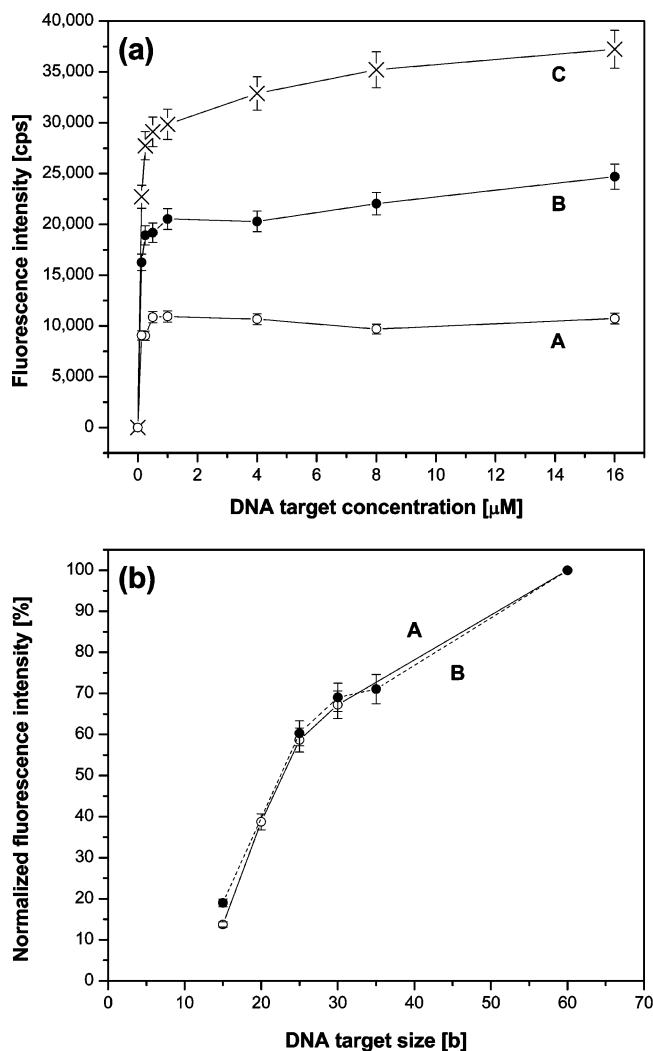 (a)
Fluorescence intensity [cps]
40,000
35,000
30,000
25,000
20,000
15,000
10,000
5,000
0
C
B
A
0 2 4 6 8 10 12 14 16
DNA target concentration [μM]
(b)
Normalized fluorescence intensity [%]
100
90
80
70
60
50
40
30
20
10
0
A
B
0 10 20 30 40 50 60 70
DNA target size [b]